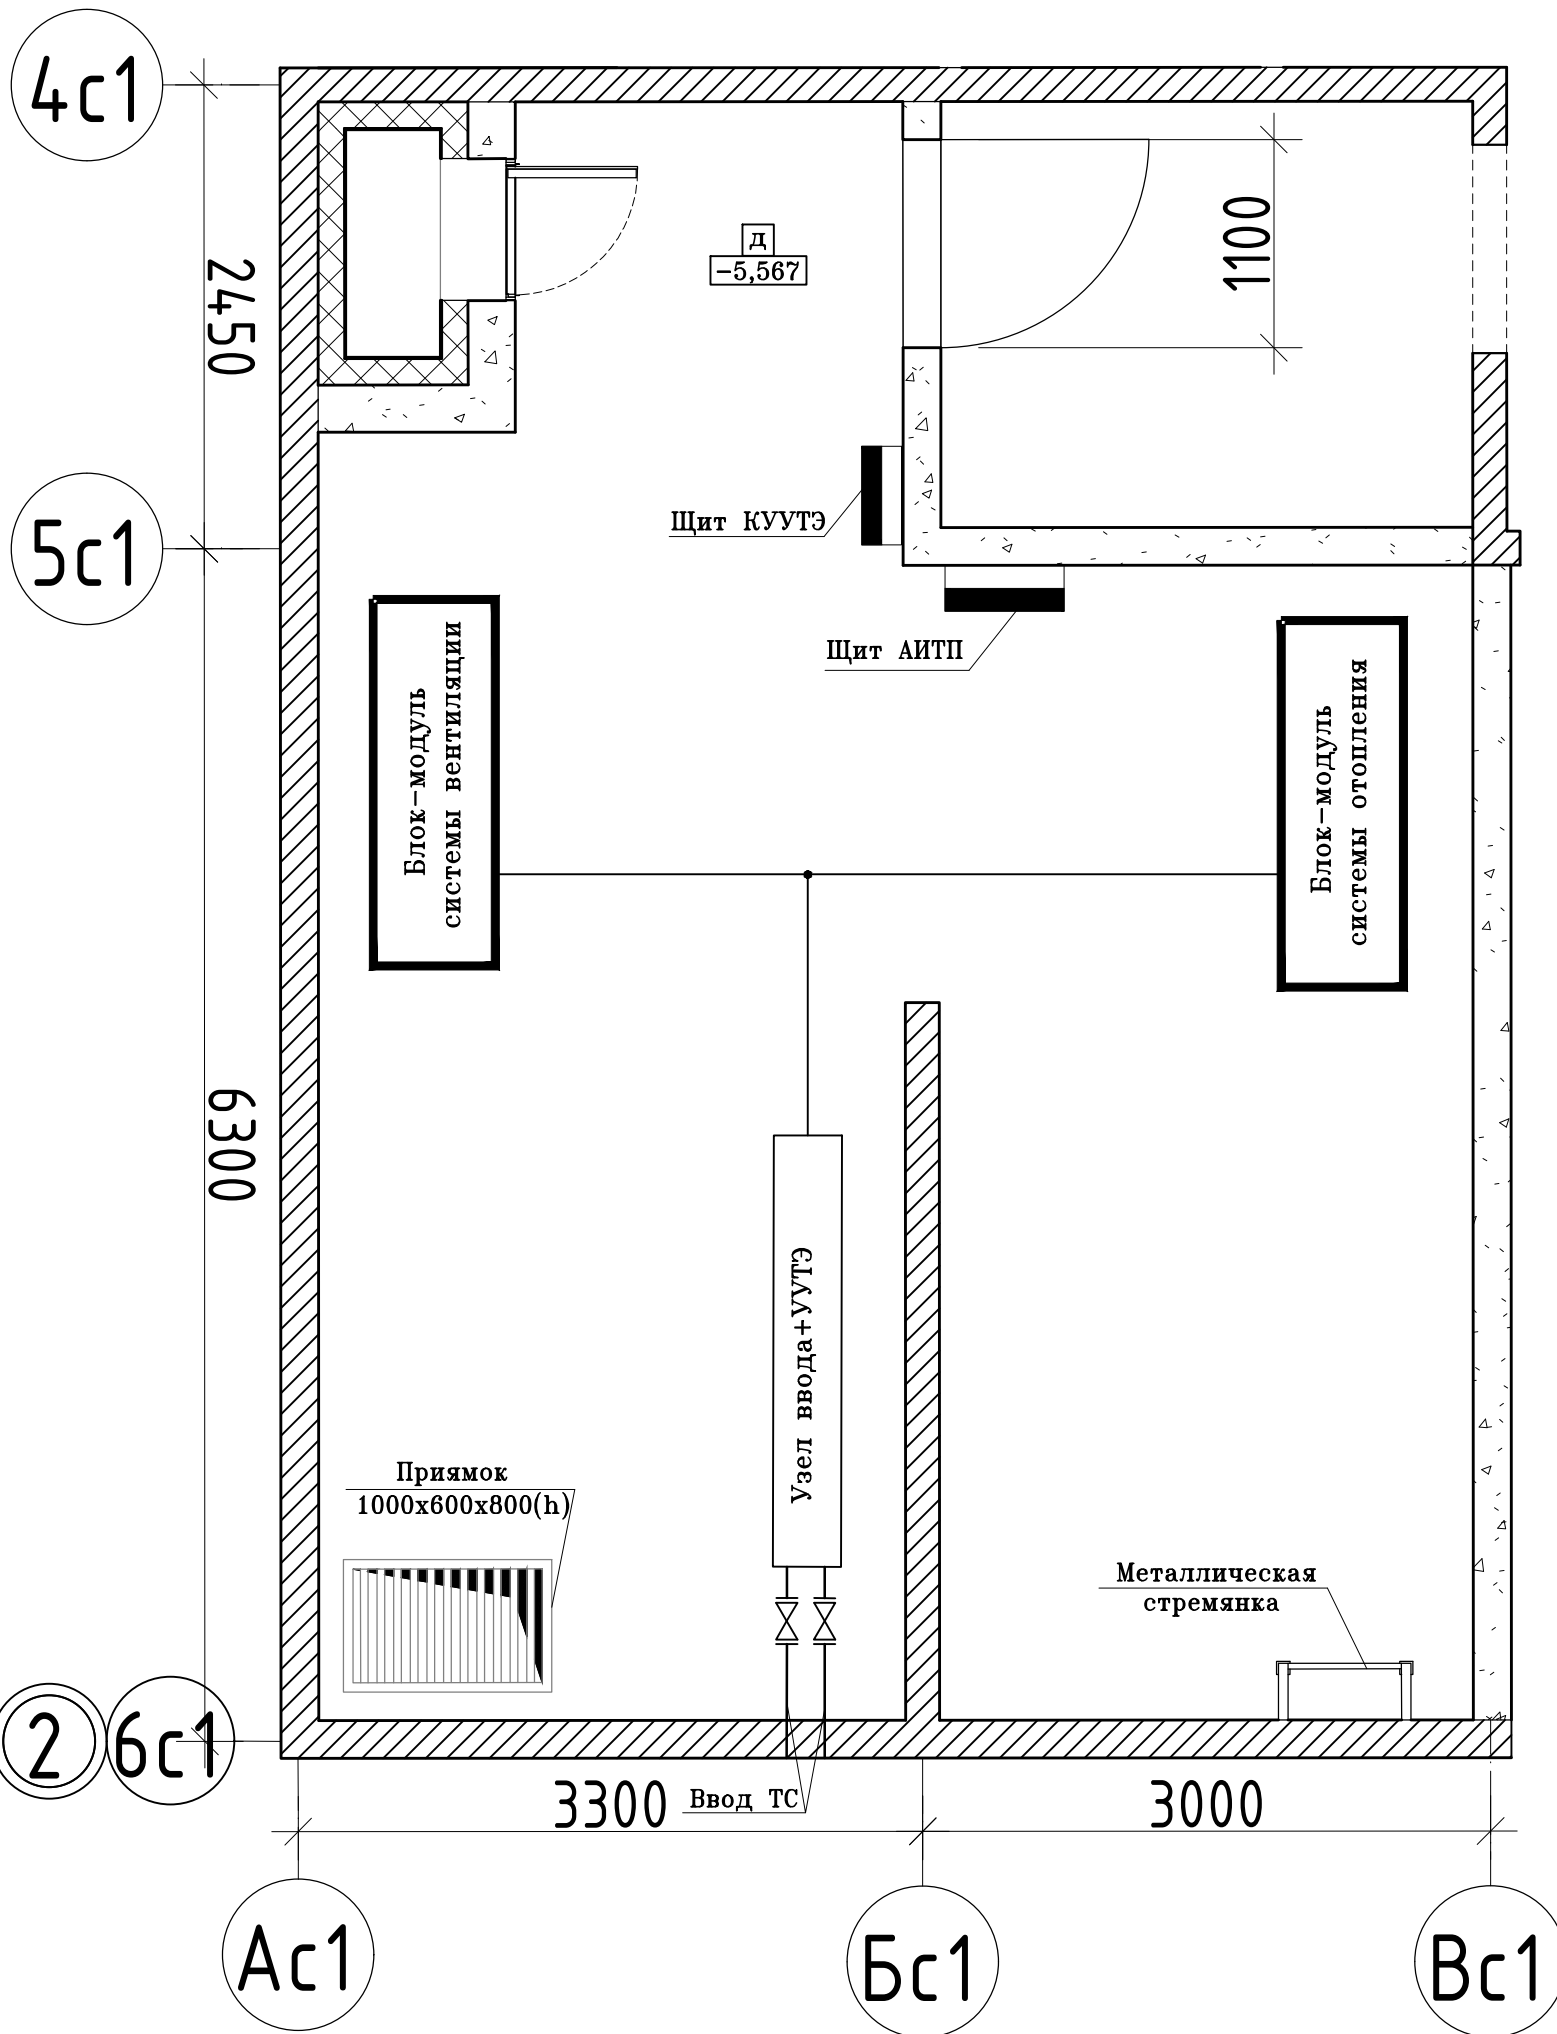 4с1
2450
Д
-5,567
1100
5с1
Щит КУУТЭ
Щит АИТП
Блок-модуль
системы вентиляции
Блок-модуль
системы отопления
6300
Узел ввода+УУТЭ
Приямок
1000х600х800(h)
Металлическая
стремянка
2
6с1
3300
Ввод ТС
3000
Ас1
Бс1
Вс1